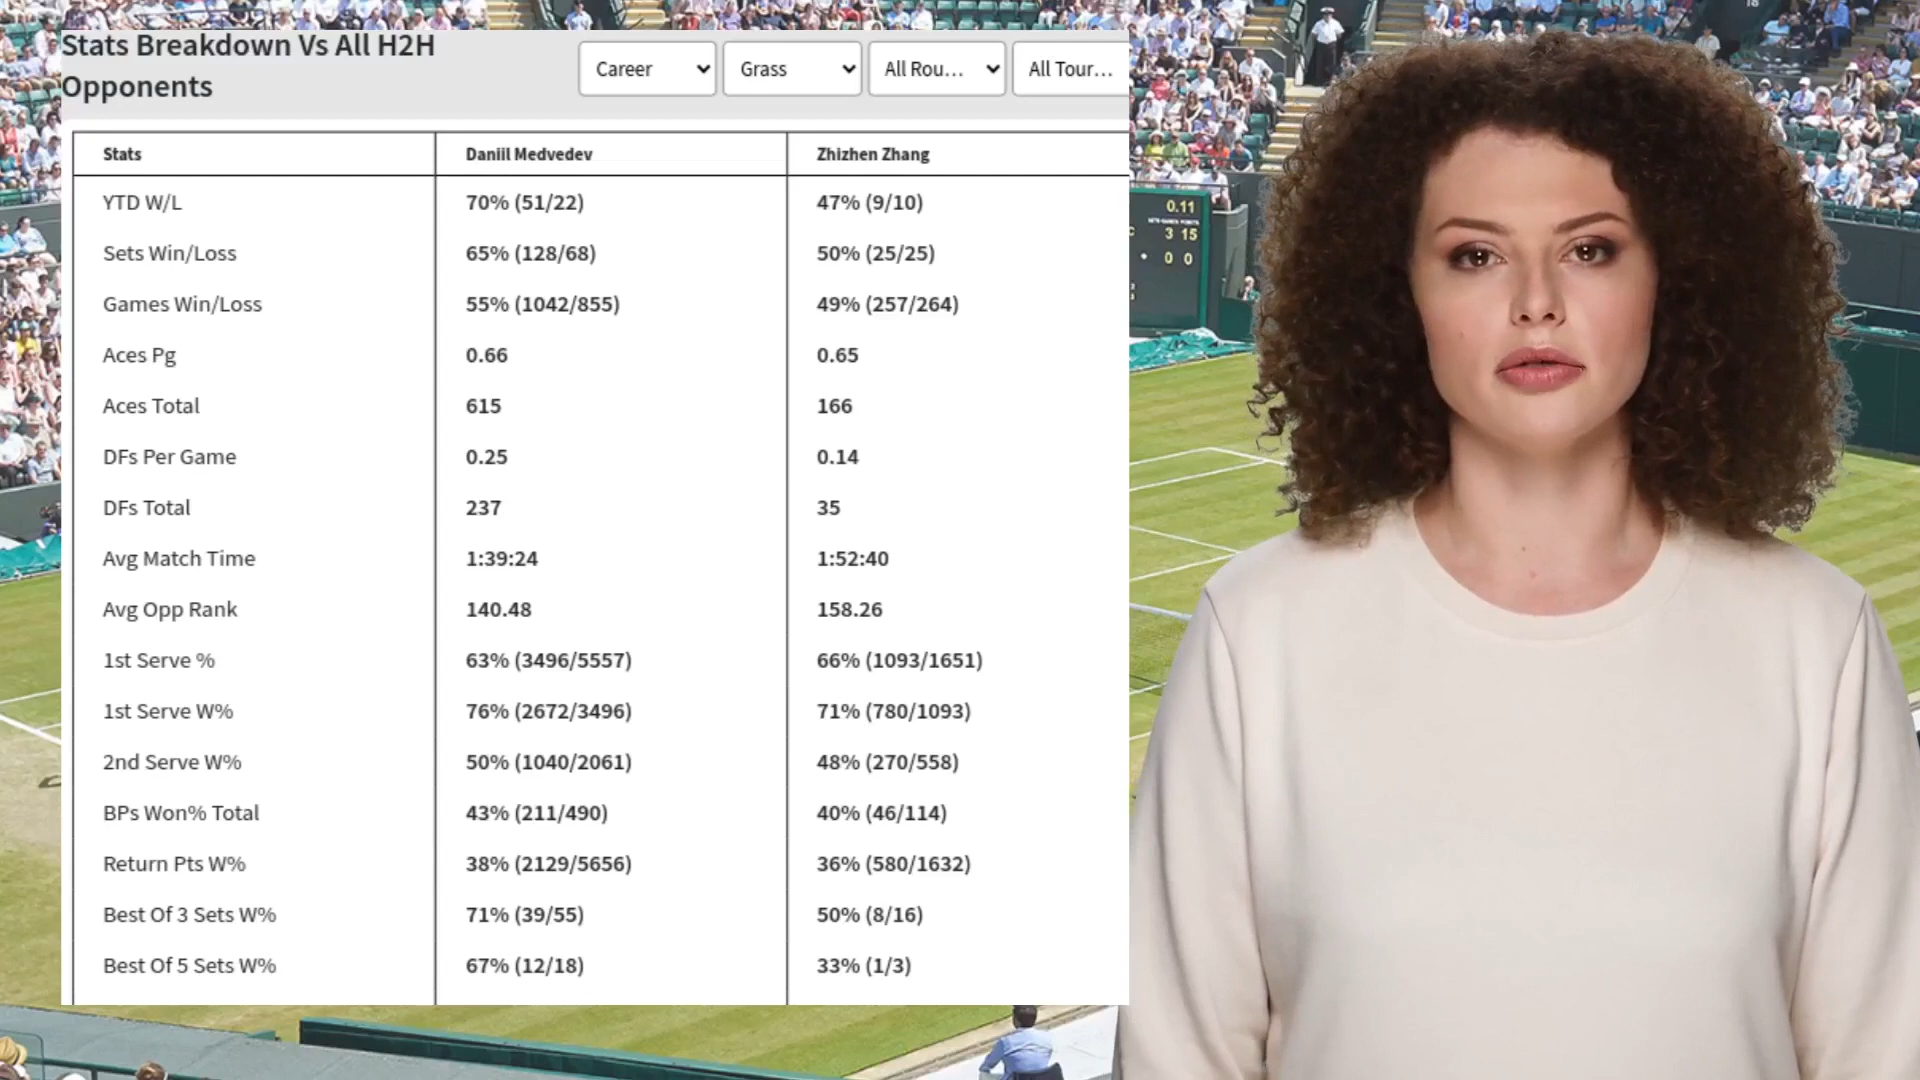 Stats Breakdown Vs All H2H
Opponents
Career
Grass
All Rou...
All Tour...
Stats Daniil Medvedev Zhizhen Zhang
YTD W/L 70% (51/22) 47% (9/10)
Sets Win/Loss 65% (128/68) 50% (25/25)
Games Win/Loss 55% (1042/855) 49% (257/264)
Aces Pg 0.66 0.65
Aces Total 615 166
DFs Per Game 0.25 0.14
DFs Total 237 35
Avg Match Time 1:39:24 1:52:40
Avg Opp Rank 140.48 158.26
1st Serve % 63% (3496/5557) 66% (1093/1651)
1st Serve W% 76% (2672/3496) 71% (780/1093)
2nd Serve W% 50% (1040/2061) 48% (270/558)
BPs Won% Total 43% (211/490) 40% (46/114)
Return Pts W% 38% (2129/5656) 36% (580/1632)
Best Of 3 Sets W% 71% (39/55) 50% (8/16)
Best Of 5 Sets W% 67% (12/18) 33% (1/3)
18
0.11
3 15
0 0